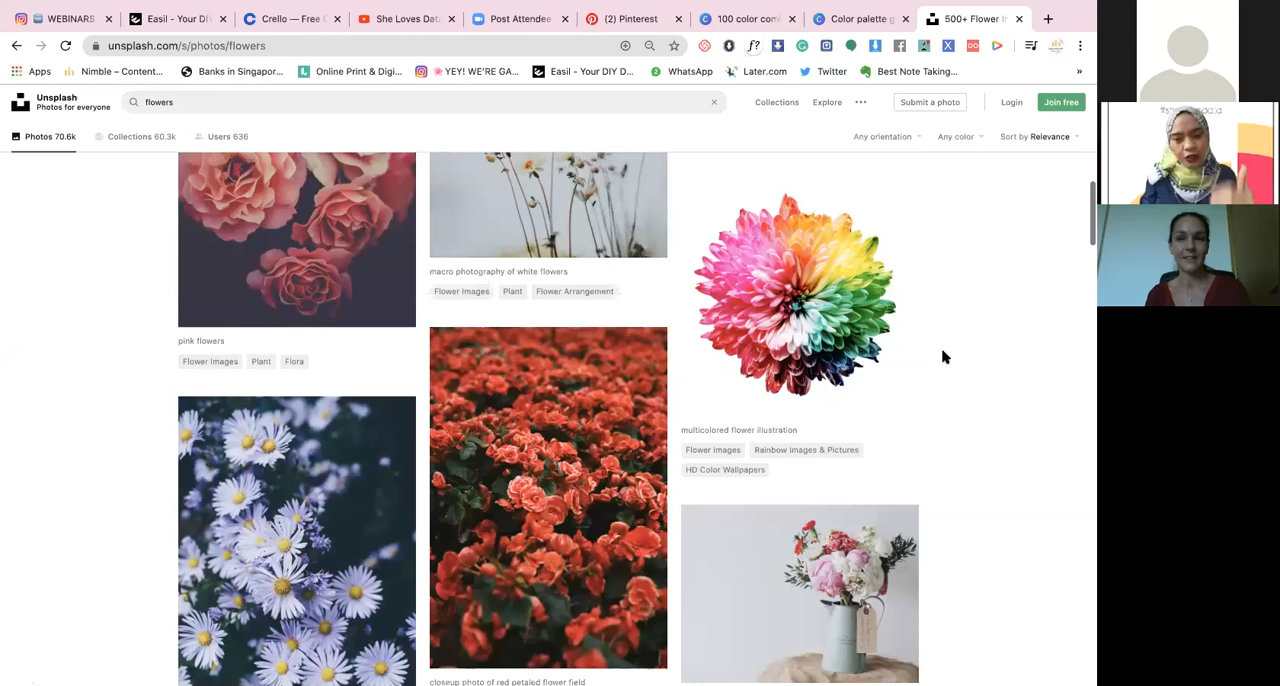 WEBINARS
Easil - Your DI
Crello — Free
She Loves Dat
Post Attendee
(2) Pinterest
100 color com
Color palette g
500+ Flower I
unsplash.com/s/photos/flowers
f?
Apps
Nimble – Content...
Banks in Singapor...
Online Print & Digi...
YEY! WE'RE GA...
Easil - Your DIY D...
WhatsApp
Later.com
Twitter
Best Note Taking...
»
Unsplash
Photos for everyone
flowers
Collections
Explore
Submit a photo
Login
Join free
Photos 70.6k
Collections 60.3k
Users 636
Any orientation
Any color
Sort by Relevance
macro photography of white flowers
Flower Images
Plant
Flower Arrangement
pink flowers
Flower Images
Plant
Flora
multicolored flower illustration
Flower Images
Rainbow Images & Pictures
HD Color Wallpapers
closeup photo of red petaled flower field